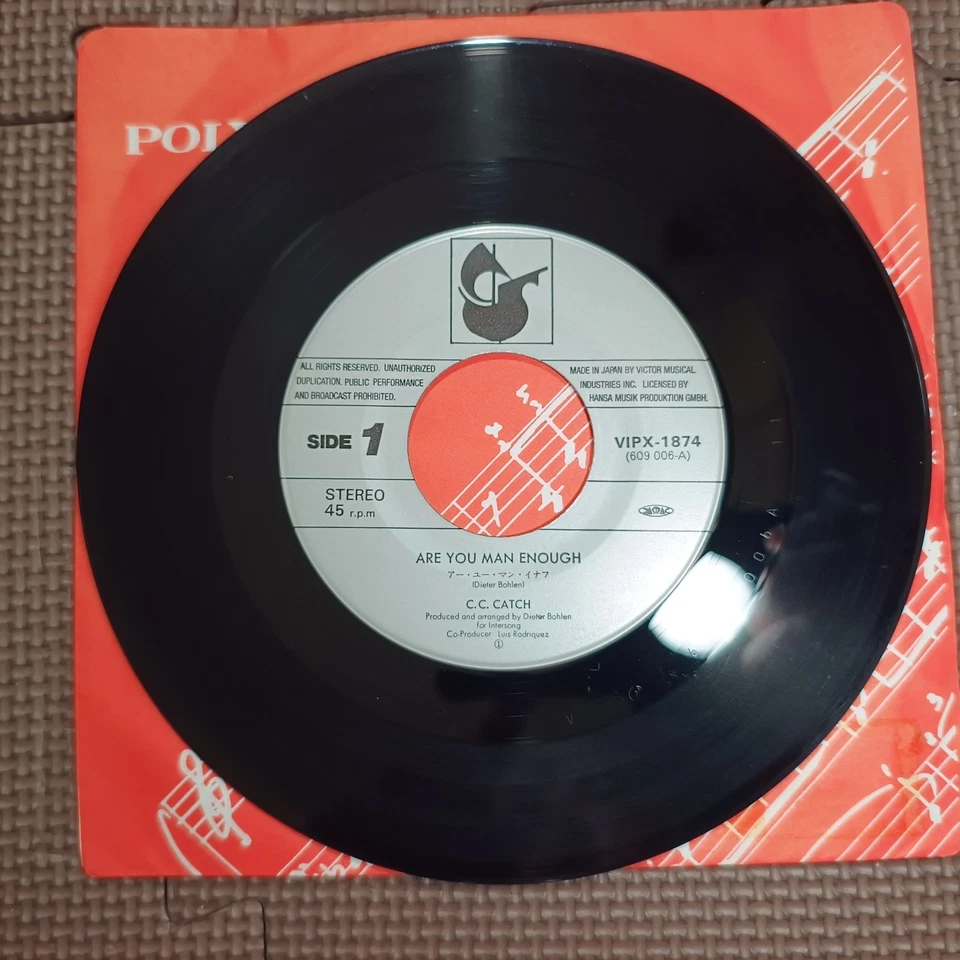 POLY
ALL RIGHTS RESERVED. UNAUTHORIZED
DUPLICATION. PUBLIC PERFORMANCE
AND BROADCAST PROHIBITED.
MADE IN JAPAN BY VICTOR MUSICAL
INDUSTRIES INC. LICENSED BY
HANSA MUSIK PRODUKTION GMBH.
SIDE 1
VIPX-1874
(609 006-A)
STEREO
45 r.p.m
JASRAC
ARE YOU MAN ENOUGH
アー・ユー・マン・イナフ
(Dieter Bohlen)
C.C. CATCH
Produced and arranged by Dieter Bohlen
for Intersong
Co-Producer Luis Rodriquez